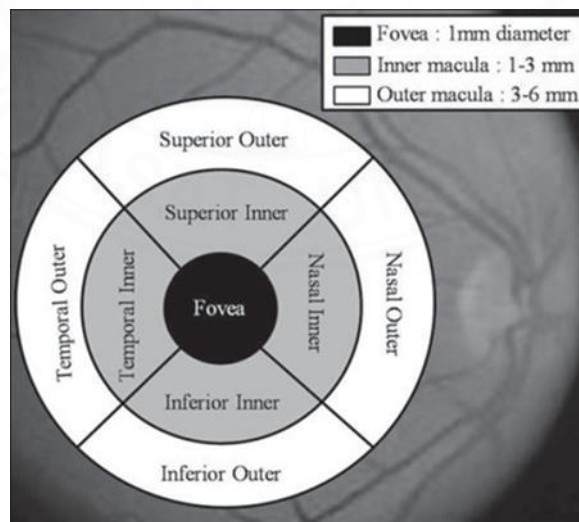 Fovea : 1mm diameter
Inner macula : 1-3 mm
Outer macula : 3-6 mm
Superior Outer
Superior Inner
Temporal Outer
Temporal Inner
Fovea
Nasal Inner
Nasal Outer
Inferior Inner
Inferior Outer